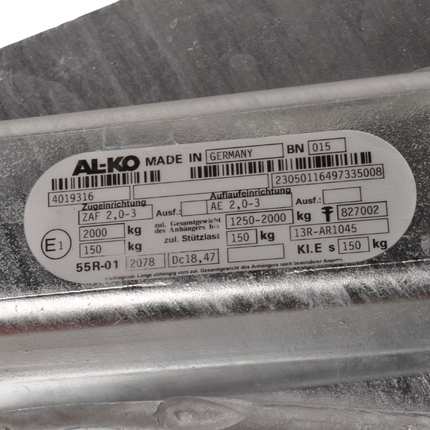 AL-KO MADE IN GERMANY BN 015
4019316 23050116497335008
Zugeinrichtung Auflaufeinrichtung
ZAF 2,0-3 Ausf.: AE 2,0-3 Ausf.:
2000 kg zul. Gesamtgewicht des Anhängers 1250-2000 kg 827002
E1 150 kg zul. Stützlast 150 kg 13R-AR1045
55R-01 2078 Dc18,47 Kl.E s 150 kg